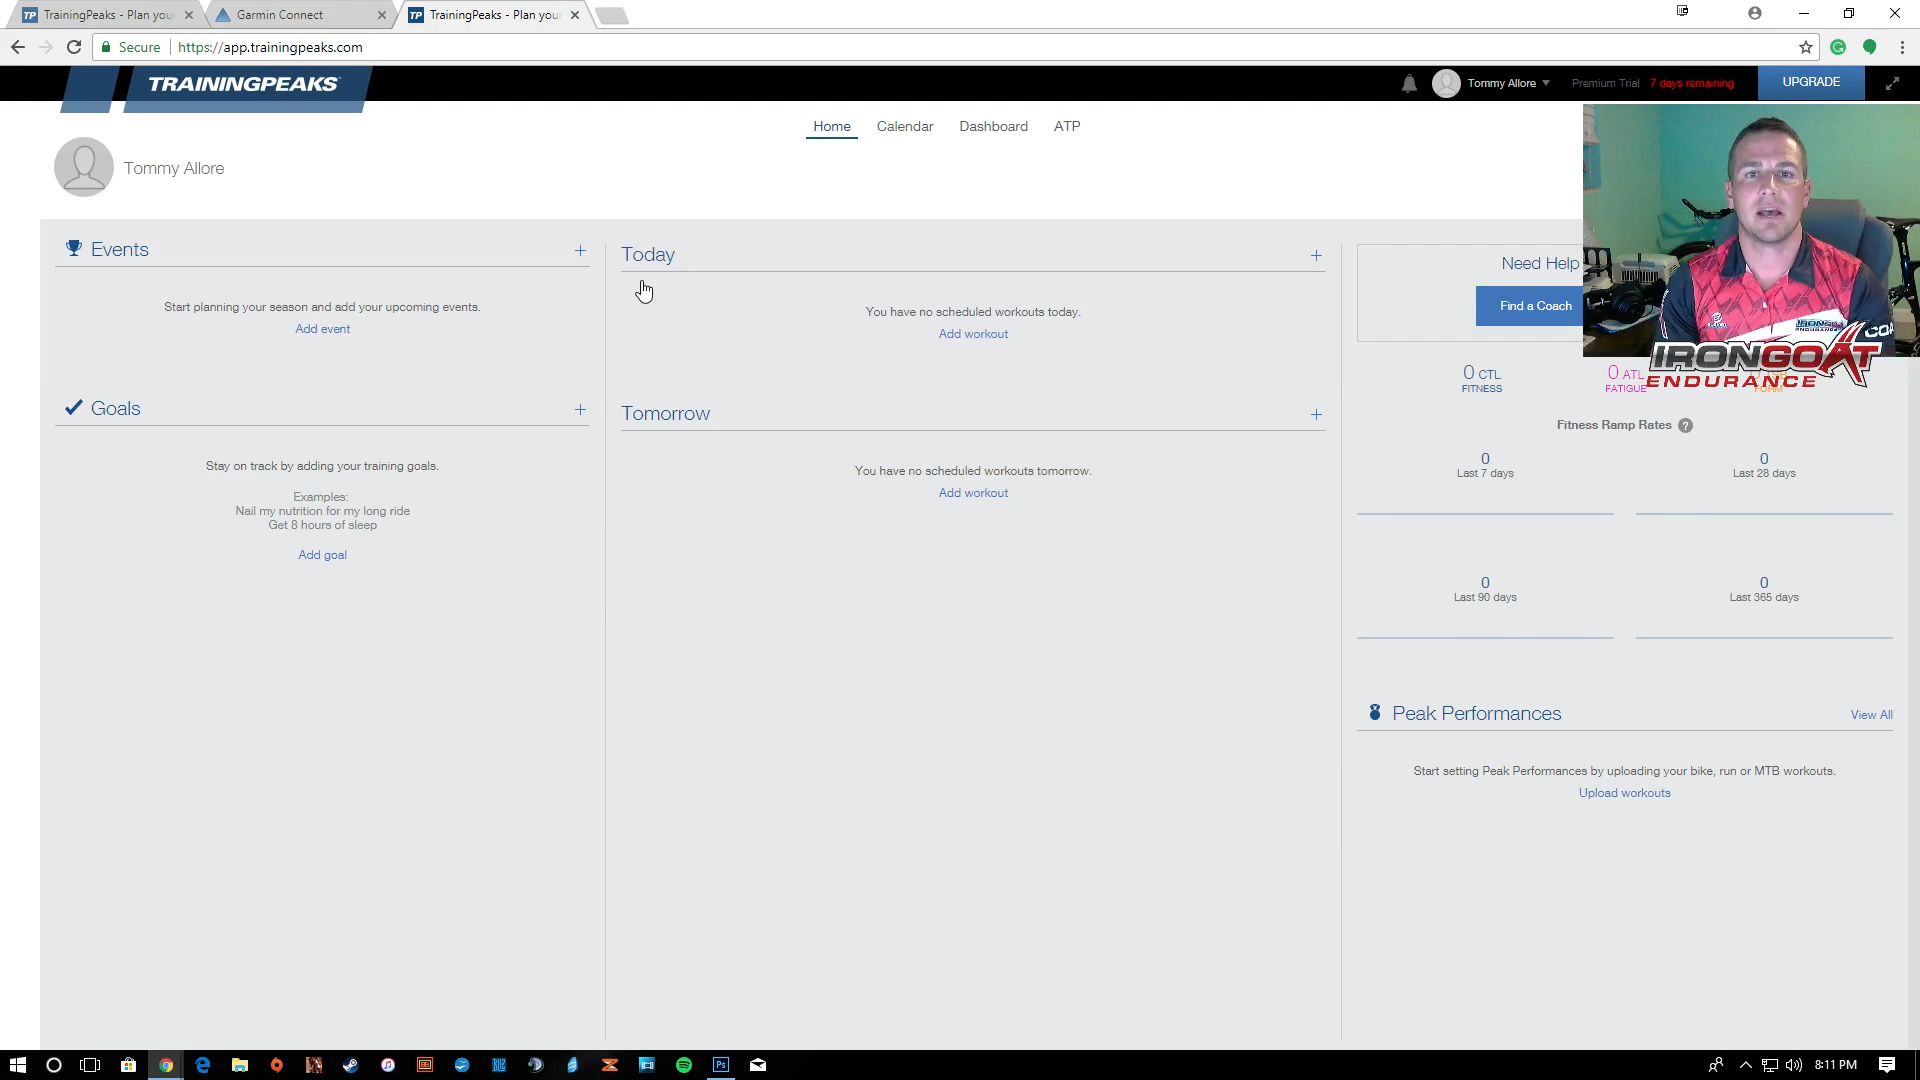 TrainingPeaks - Plan you
Garmin Connect
TrainingPeaks - Plan your
Secure
https://app.trainingpeaks.com
TRAININGPEAKS
Tommy Allore
Premium Trial
7 days remaining
UPGRADE
Home
Calendar
Dashboard
ATP
Tommy Allore
Events
Start planning your season and add your upcoming events.
Add event
Goals
Stay on track by adding your training goals.
Examples:
Nail my nutrition for my long ride
Get 8 hours of sleep
Add goal
Today
You have no scheduled workouts today.
Add workout
Tomorrow
You have no scheduled workouts tomorrow.
Add workout
Need Help
Find a Coach
IRONGOAT
ENDURANCE
0 CTL
FITNESS
0 ATL
FATIGUE
FORM
Fitness Ramp Rates ?
0
Last 7 days
0
Last 28 days
0
Last 90 days
0
Last 365 days
Peak Performances
View All
Start setting Peak Performances by uploading your bike, run or MTB workouts.
Upload workouts
8:11 PM